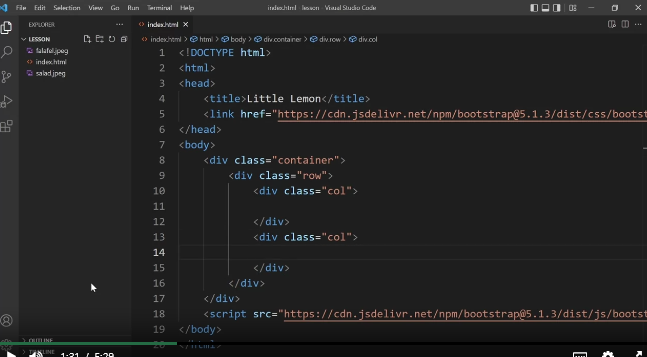 File Edit Selection View Go Run Terminal Help index.html - lesson - Visual Studio Code
EXPLORER ... <> index.html ×
LESSON <> index.html > html > body > div.container > div.row > div.col
falafel.jpeg
<> index.html
salad.jpeg
1 <!DOCTYPE html>
2 <html>
3 <head>
4 <title>Little Lemon</title>
5 <link href="https://cdn.jsdelivr.net/npm/bootstrap@5.1.3/dist/css/bootst
6 </head>
7 <body>
8 <div class="container">
9 <div class="row">
10 <div class="col">
11
12 </div>
13 <div class="col">
14
15 </div>
16 </div>
17 </div>
18 <script src="https://cdn.jsdelivr.net/npm/bootstrap@5.1.3/dist/js/bootst
19 </body>
20 </html>
OUTLINE
TIMELINE
1:31 / 5:29